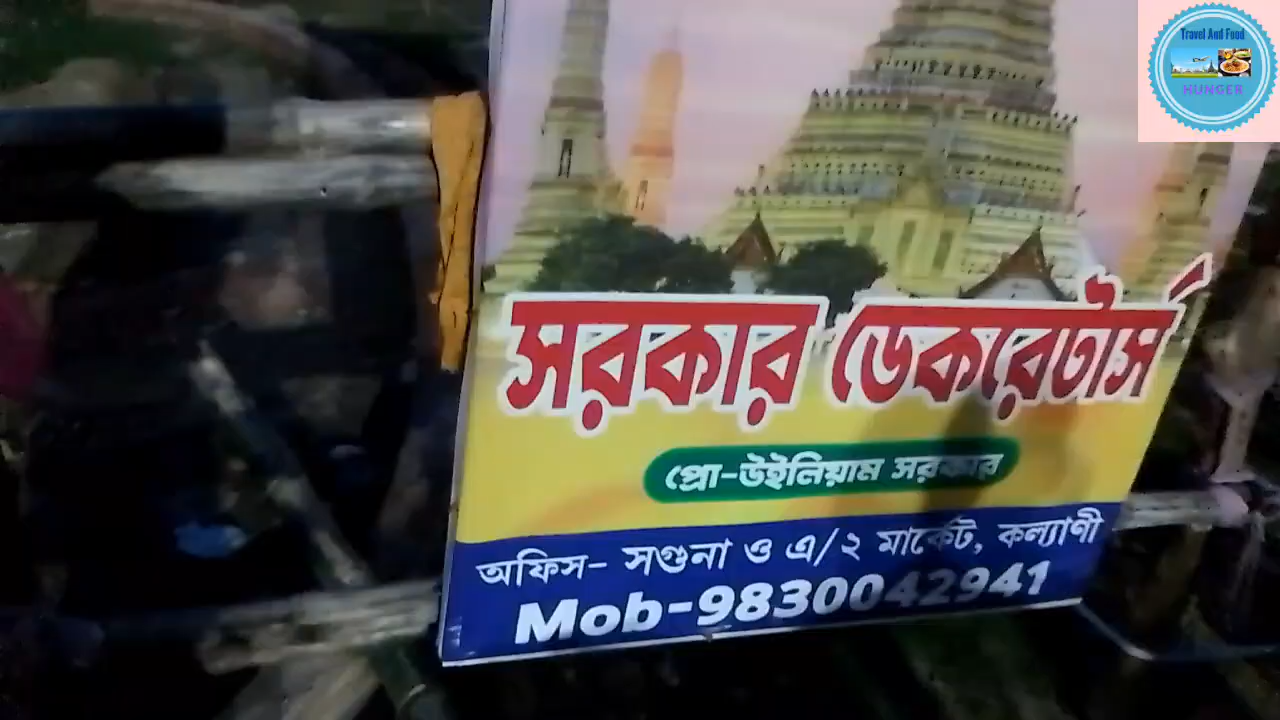 Travel And Food
HUNGER
সরকার ডেকরেটার্স
প্রো-উইলিয়াম সরকার
অফিস- সগুনা ও এ/২ মার্কেট, কল্যাণী
Mob-9830042941